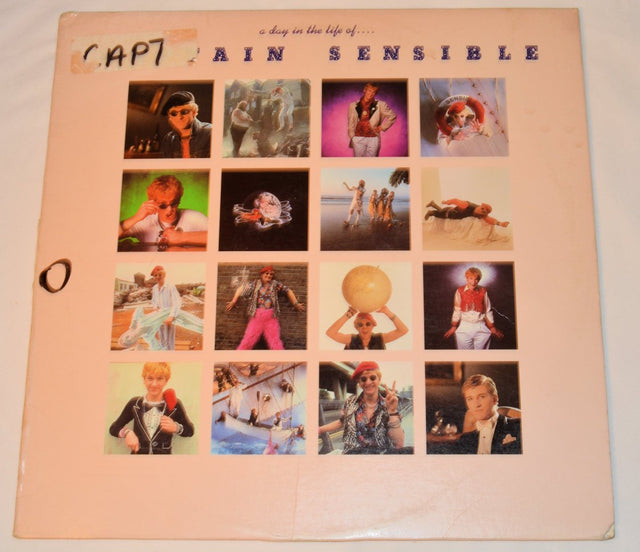 a day in the life of....
CAPT AIN SENSIBLE